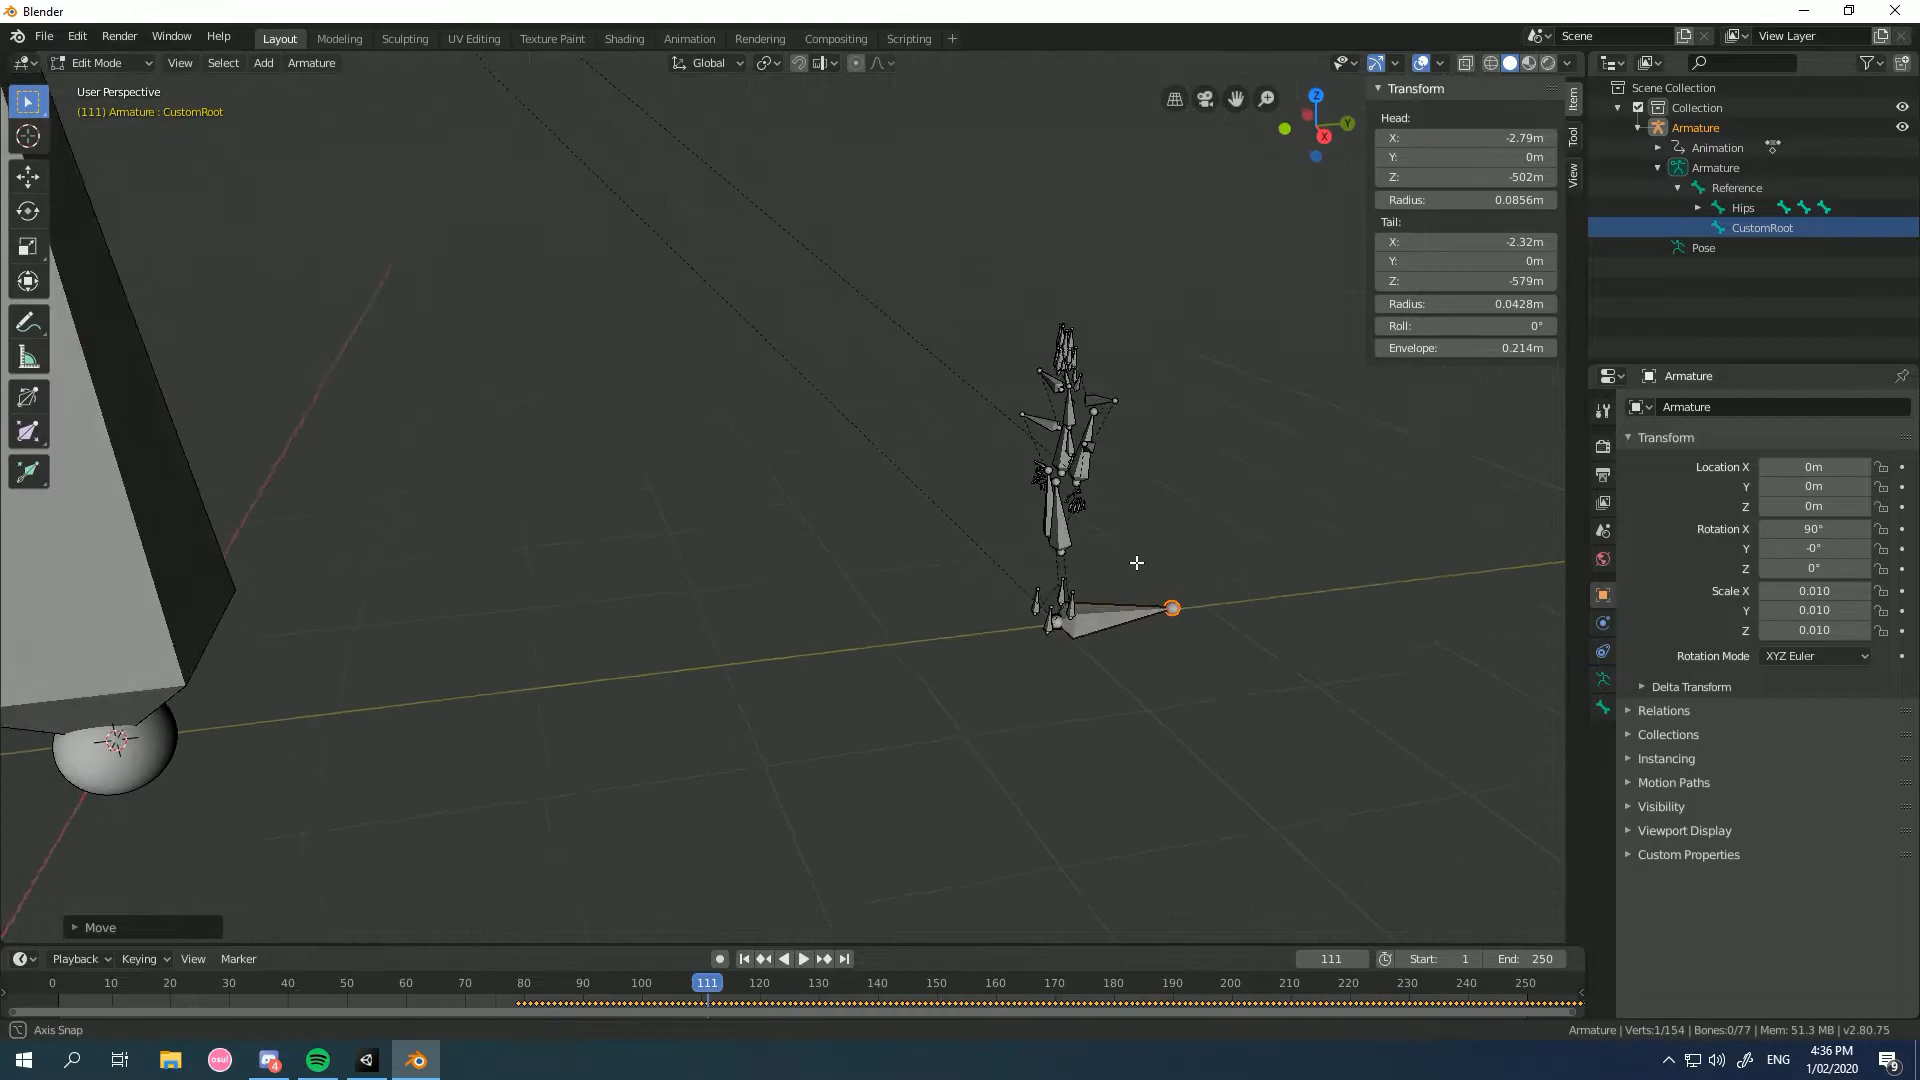 Blender
File Edit Render Window Help
Layout Modeling Sculpting UV Editing Texture Paint Shading Animation Rendering Compositing Scripting +
Scene
View Layer
Edit Mode View Select Add Armature
Global
User Perspective
(111) Armature : CustomRoot
Z
Y
X
Transform
Head:
X: -2.79m
Y: 0m
Z: -502m
Radius: 0.0856m
Tail:
X: -2.32m
Y: 0m
Z: -579m
Radius: 0.0428m
Roll: 0°
Envelope: 0.214m
Item
Tool
View
Scene Collection
Collection
Armature
Animation
Armature
Reference
Hips
CustomRoot
Pose
Armature
Armature
Transform
Location X 0m
Y 0m
Z 0m
Rotation X 90°
Y -0°
Z 0°
Scale X 0.010
Y 0.010
Z 0.010
Rotation Mode XYZ Euler
Delta Transform
Relations
Collections
Instancing
Motion Paths
Visibility
Viewport Display
Custom Properties
Move
Playback Keying View Marker
111 Start: 1 End: 250
0 10 20 30 40 50 60 70 80 90 100 111 120 130 140 150 160 170 180 190 200 210 220 230 240 250
Axis Snap
Armature | Verts:1/154 | Bones:0/77 | Mem: 51.3 MB | v2.80.75
osu!
4
ENG
4:36 PM
1/02/2020
9